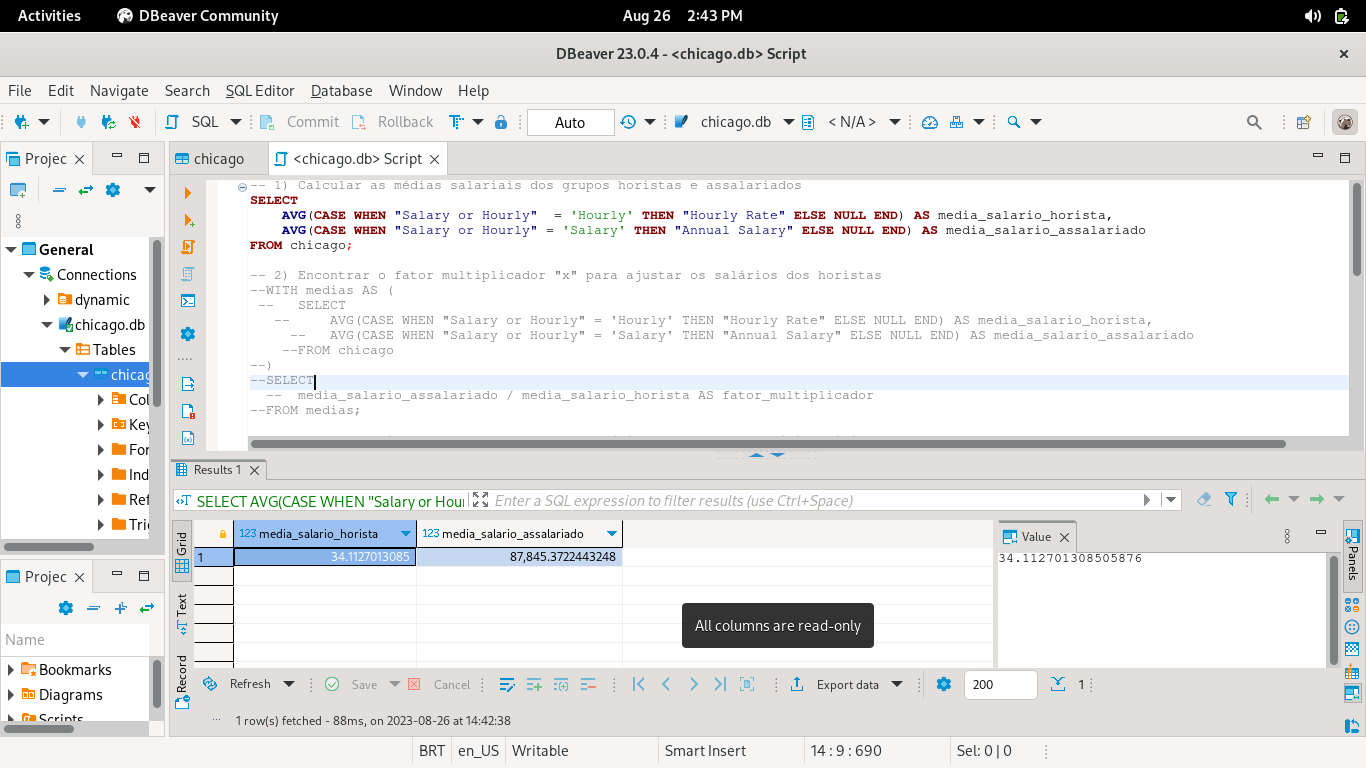 Activities DBeaver Community Aug 26 2:43 PM
DBeaver 23.0.4 - <chicago.db> Script
File Edit Navigate Search SQL Editor Database Window Help
SQL Commit Rollback Auto chicago.db < N/A >
Projec
General
Connections
dynamic
chicago.db
Tables
chicag
Col
Key
For
Ind
Ref
Trig
Projec
Name
Bookmarks
Diagrams
Scripts
chicago <chicago.db> Script
-- 1) Calcular as médias salariais dos grupos horistas e assalariados
SELECT
AVG(CASE WHEN "Salary or Hourly"  = 'Hourly' THEN "Hourly Rate" ELSE NULL END) AS media_salario_horista,
AVG(CASE WHEN "Salary or Hourly" = 'Salary' THEN "Annual Salary" ELSE NULL END) AS media_salario_assalariado
FROM chicago;
-- 2) Encontrar o fator multiplicador "x" para ajustar os salários dos horistas
--WITH medias AS (
--   SELECT
--     AVG(CASE WHEN "Salary or Hourly" = 'Hourly' THEN "Hourly Rate" ELSE NULL END) AS media_salario_horista,
--   AVG(CASE WHEN "Salary or Hourly" = 'Salary' THEN "Annual Salary" ELSE NULL END) AS media_salario_assalariado
--FROM chicago
--)
--SELECT
--  media_salario_assalariado / media_salario_horista AS fator_multiplicador
--FROM medias;
Results 1
SELECT AVG(CASE WHEN "Salary or Hour Enter a SQL expression to filter results (use Ctrl+Space)
Grid
Text
Record
123 media_salario_horista 123 media_salario_assalariado
1 34.1127013085 87,845.3722443248
Value
34.112701308505876
Panels
All columns are read-only
Refresh Save Cancel Export data 200 1
1 row(s) fetched - 88ms, on 2023-08-26 at 14:42:38
BRT en_US Writable Smart Insert 14 : 9 : 690 Sel: 0 | 0